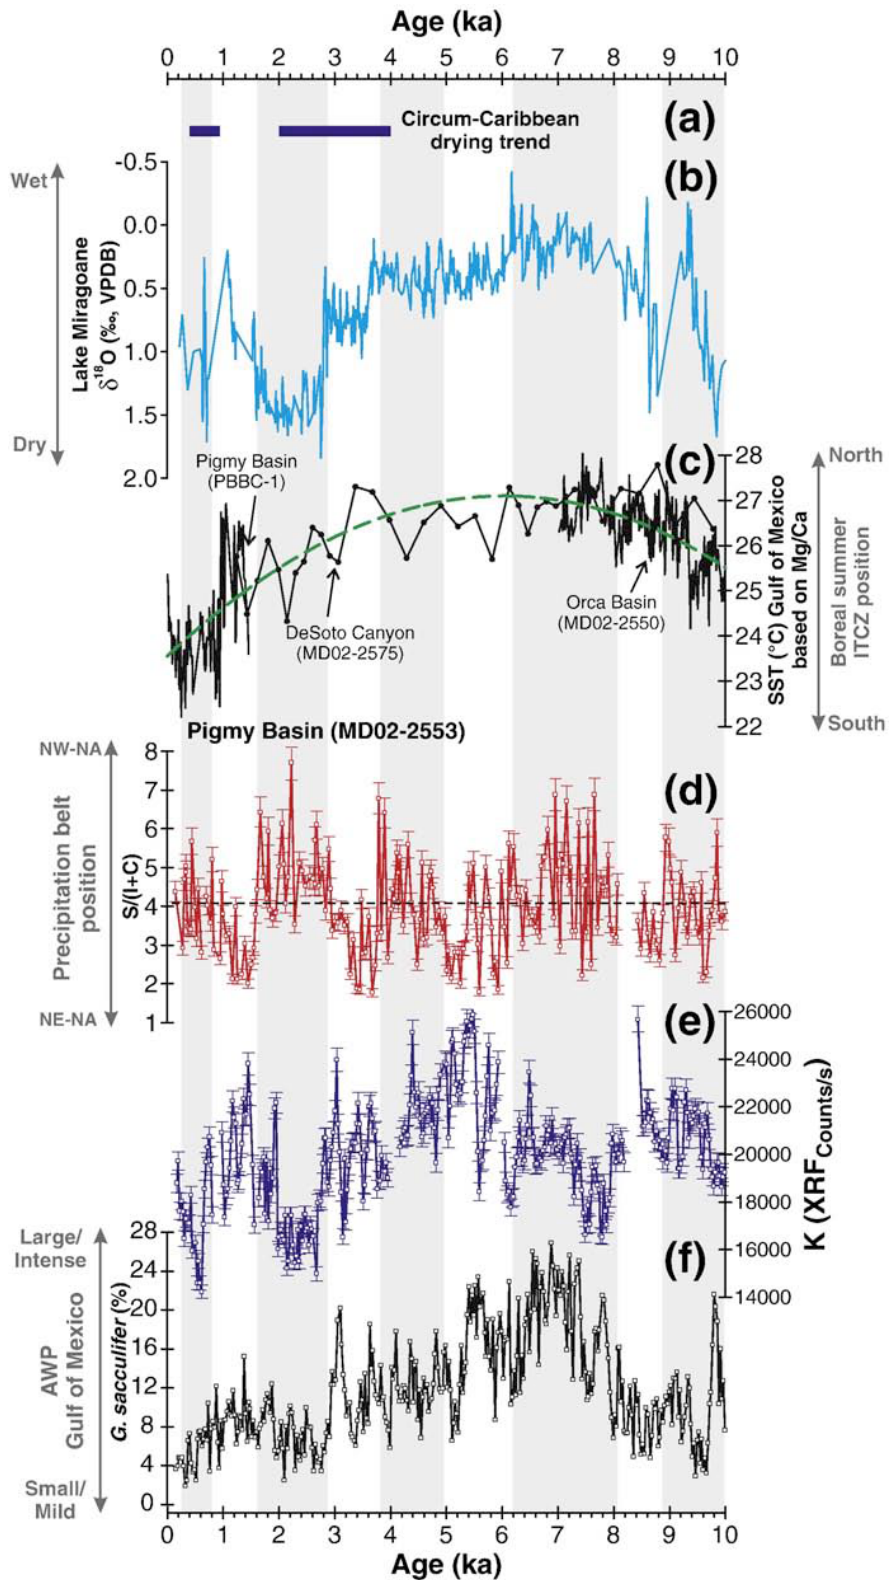 Age (ka)
0 1 2 3 4 5 6 7 8 9 10
(a)
Circum-Caribbean
drying trend
(b)
Wet
Dry
Lake Miragoane
δ18O (‰, VPDB)
-0.5
0.0
0.5
1.0
1.5
2.0
(c)
Pigmy Basin
(PBBC-1)
DeSoto Canyon
(MD02-2575)
Orca Basin
(MD02-2550)
28
27
26
25
24
23
22
SST (°C) Gulf of Mexico
based on Mg/Ca
North
Boreal summer
ITCZ position
South
Pigmy Basin (MD02-2553)
(d)
NW-NA
Precipitation belt
position
NE-NA
S/(I+C)
8
7
6
5
4
3
2
1
(e)
26000
24000
22000
20000
18000
16000
14000
K (XRFCounts/s)
(f)
Large/
Intense
AWP
Gulf of Mexico
Small/
Mild
G. sacculifer (%)
28
24
20
16
12
8
4
0
0 1 2 3 4 5 6 7 8 9 10
Age (ka)